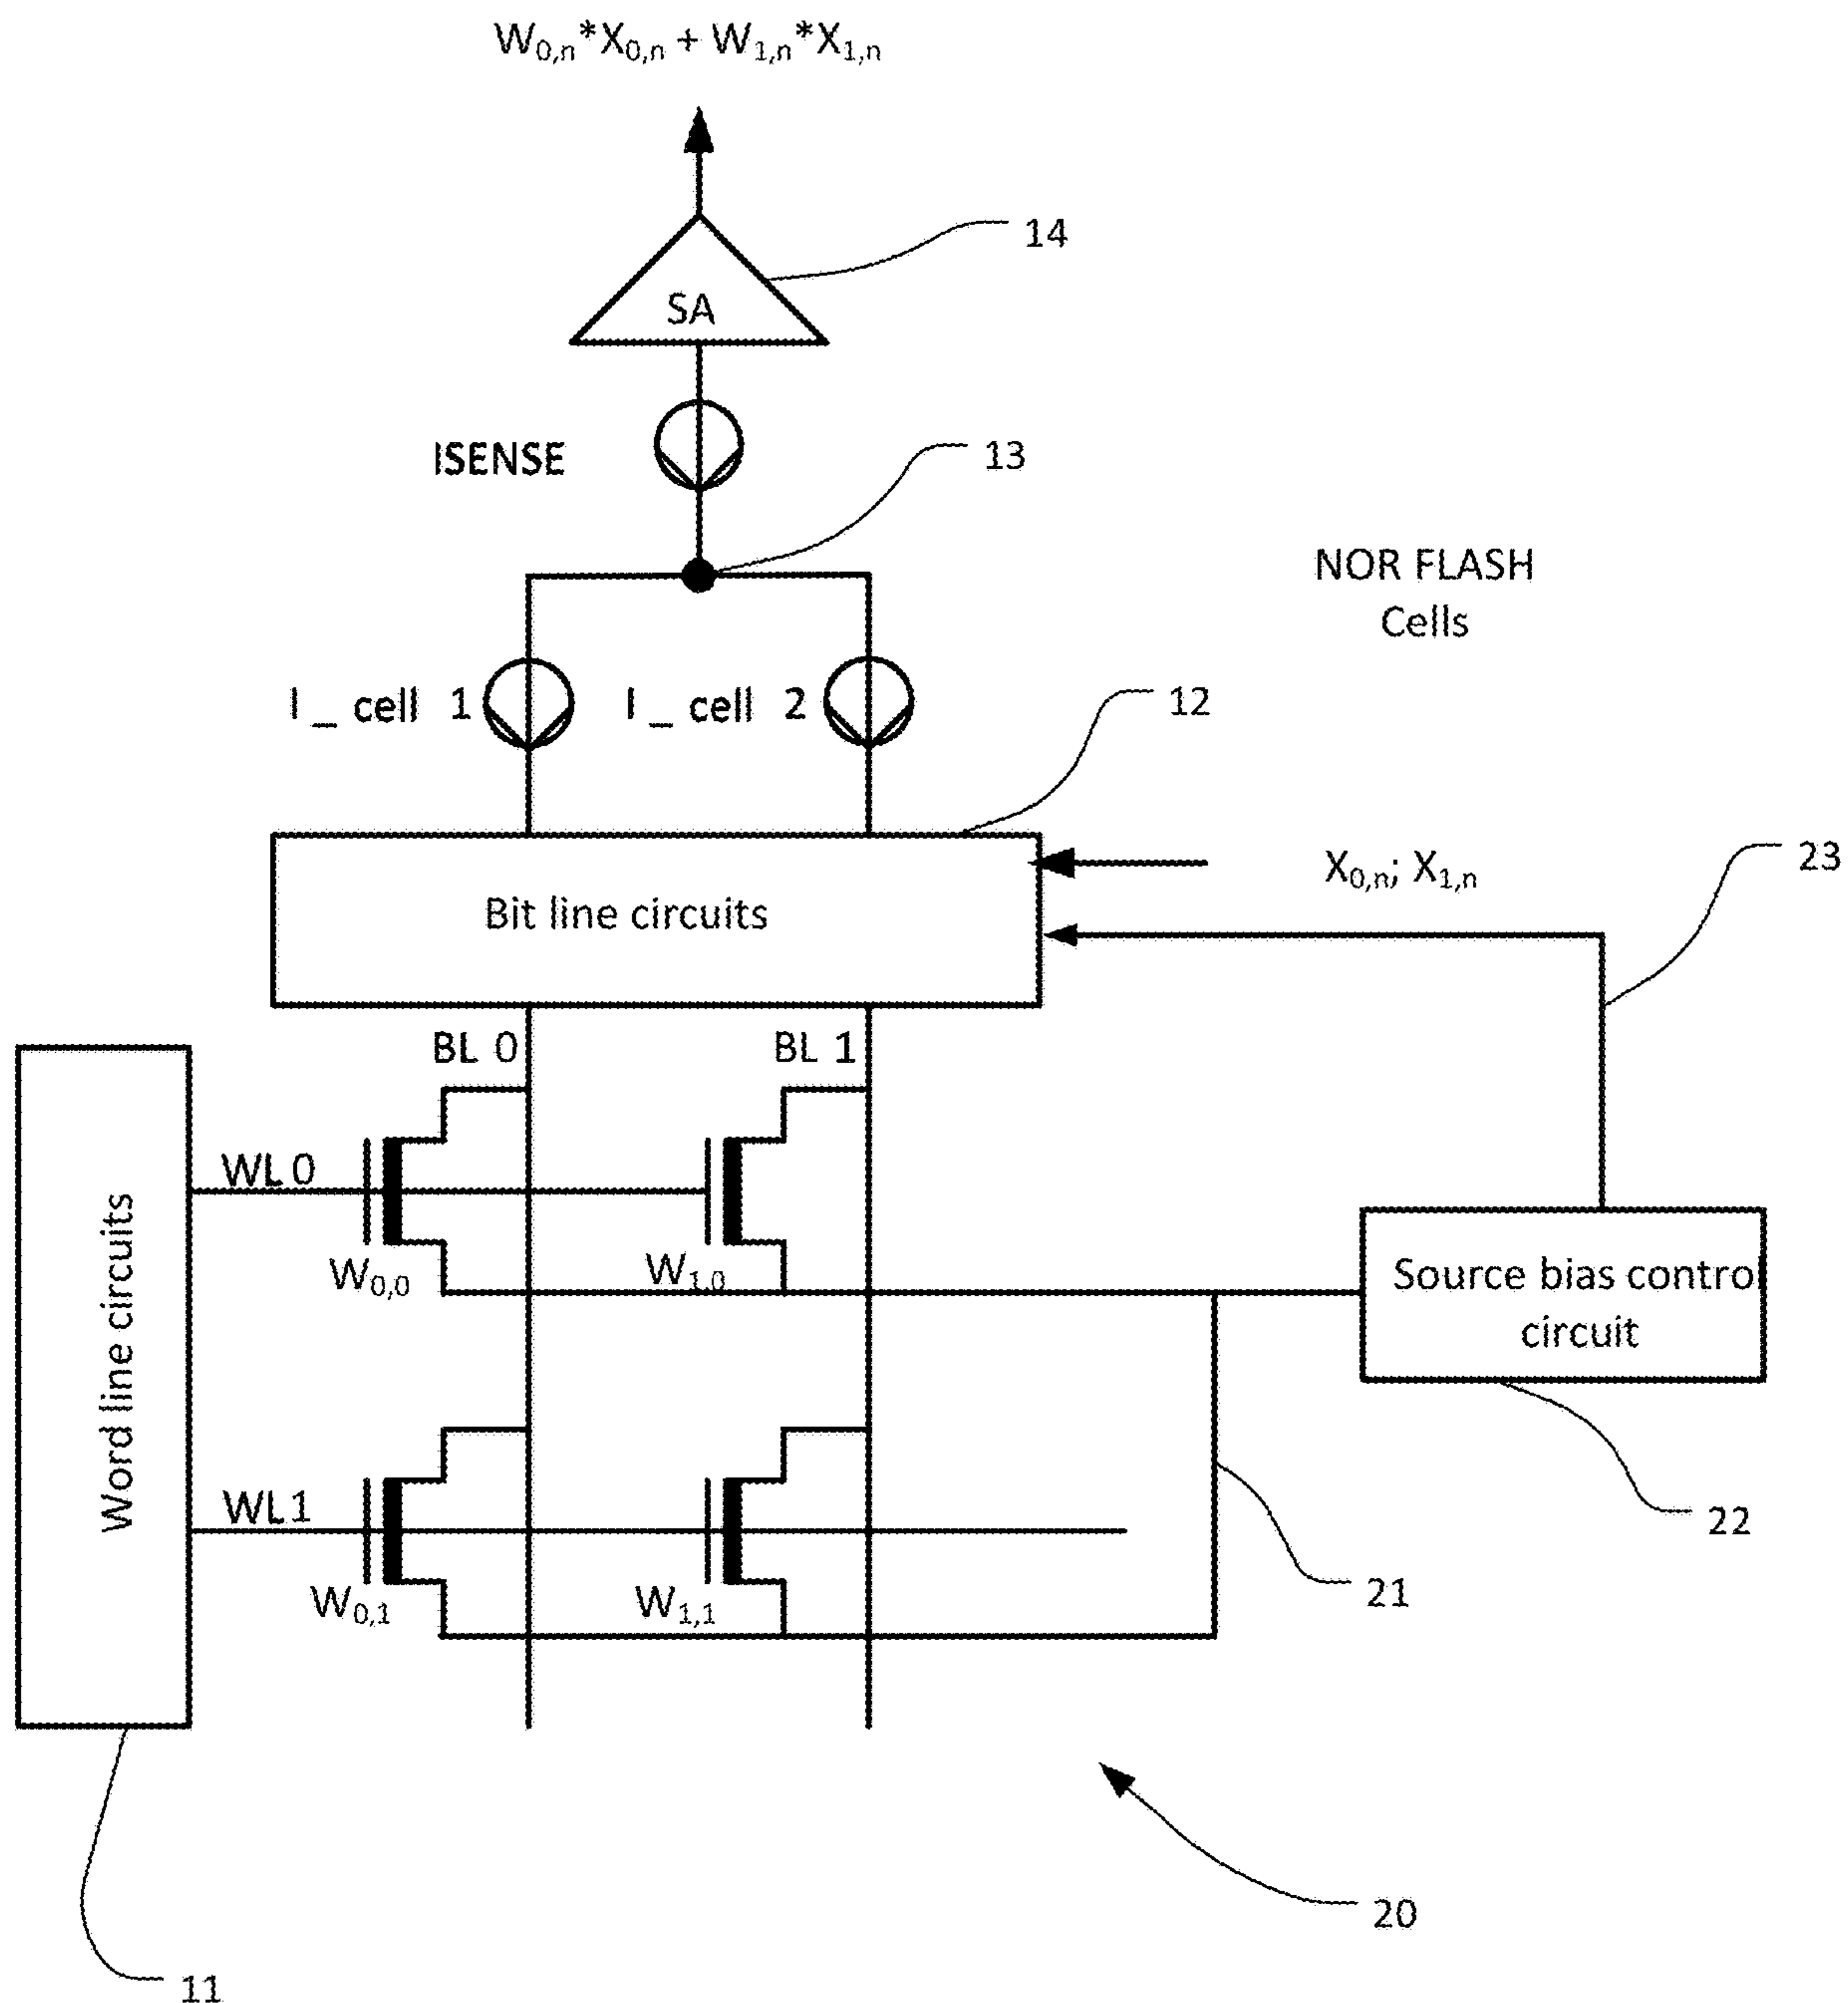 W₀,ₙ*X₀,ₙ + W₁,ₙ*X₁,ₙ
14
SA
ISENSE
13
NOR FLASH
Cells
I _ cell 1
I _ cell 2
12
X₀,ₙ; X₁,ₙ
23
Bit line circuits
BL 0
BL 1
WL 0
W₀,₀
W₁,₀
Source bias control
circuit
Word line circuits
WL 1
22
21
W₀,₁
W₁,₁
20
11